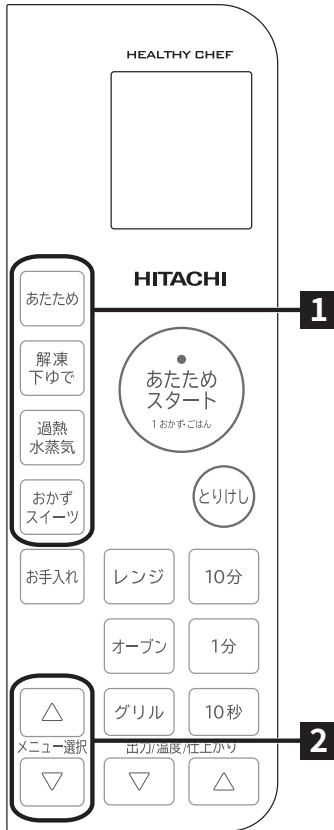 HEALTHY CHEF
HITACHI
あたため
1
解凍
下ゆで
あたため
スタート
1 おかず・ごはん
過熱
水蒸気
おかず
スイーツ
とりけし
お手入れ
レンジ
10分
オーブン
1分
グリル
10秒
メニュー選択
出力/温度/仕上がり
2